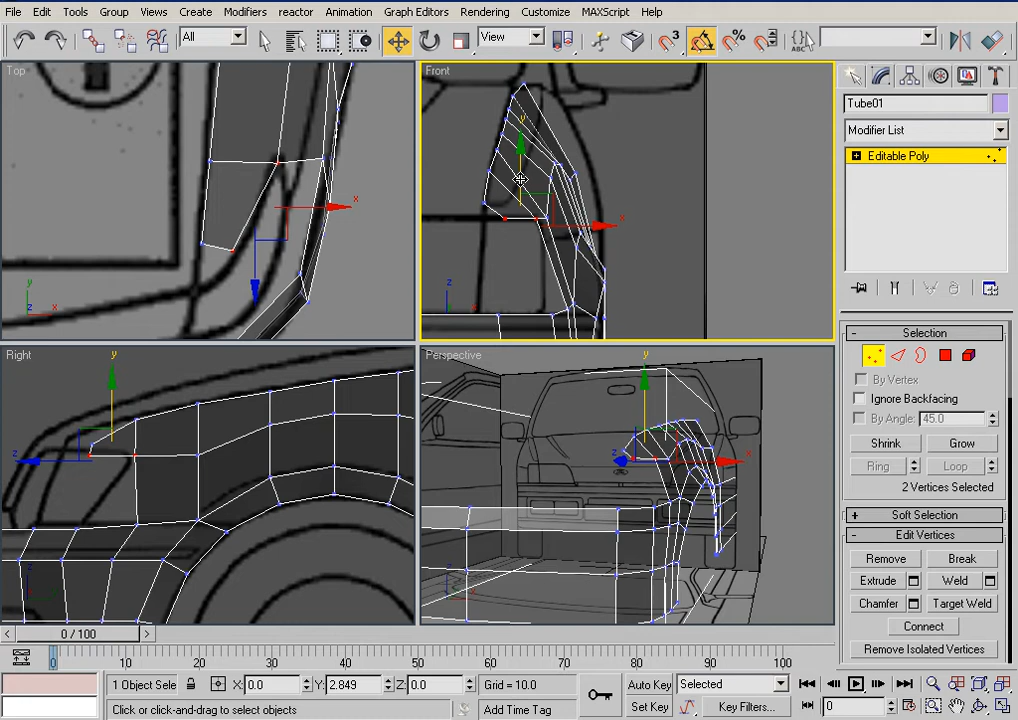 File Edit Tools Group Views Create Modifiers reactor Animation Graph Editors Rendering Customize MAXScript Help
All View 3 % ABC
Top Front
Tube01
Modifier List
Editable Poly
y x
y z x
y x
z x
Right Perspective
y z
y z x
Selection
By Vertex
Ignore Backfacing
By Angle: 45.0
Shrink Grow
Ring Loop
2 Vertices Selected
Soft Selection
Edit Vertices
Remove Break
Extrude Weld
Chamfer Target Weld
Connect
Remove Isolated Vertices
0 / 100
0 10 20 30 40 50 60 70 80 90 100
1 Object Sele X: 0.0 Y: 2.849 Z: 0.0 Grid = 10.0 Auto Key Selected
Click or click-and-drag to select objects Add Time Tag Set Key Key Filters... 0